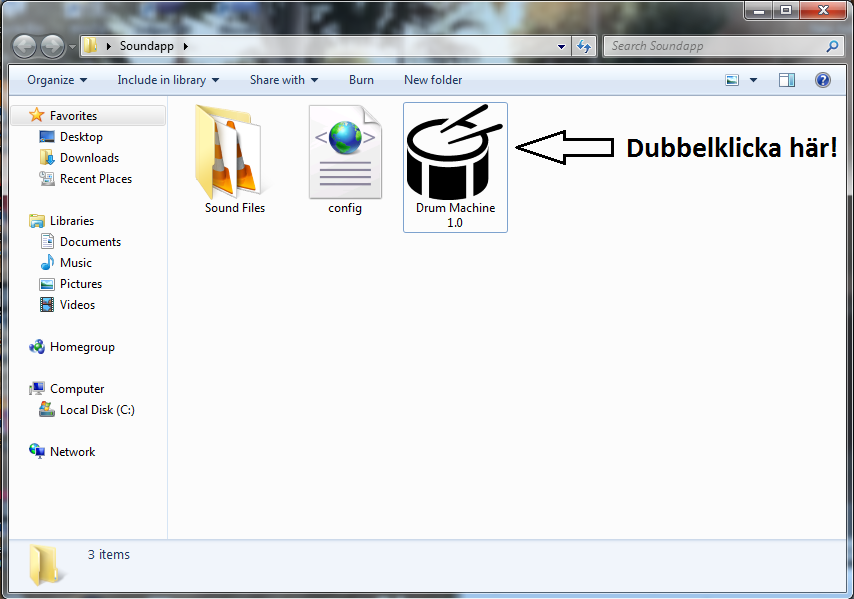 Soundapp
Search Soundapp
Organize
Include in library
Share with
Burn
New folder
Favorites
Desktop
Downloads
Recent Places
Libraries
Documents
Music
Pictures
Videos
Homegroup
Computer
Local Disk (C:)
Network
Sound Files
config
Drum Machine
1.0
Dubbelklicka här!
3 items